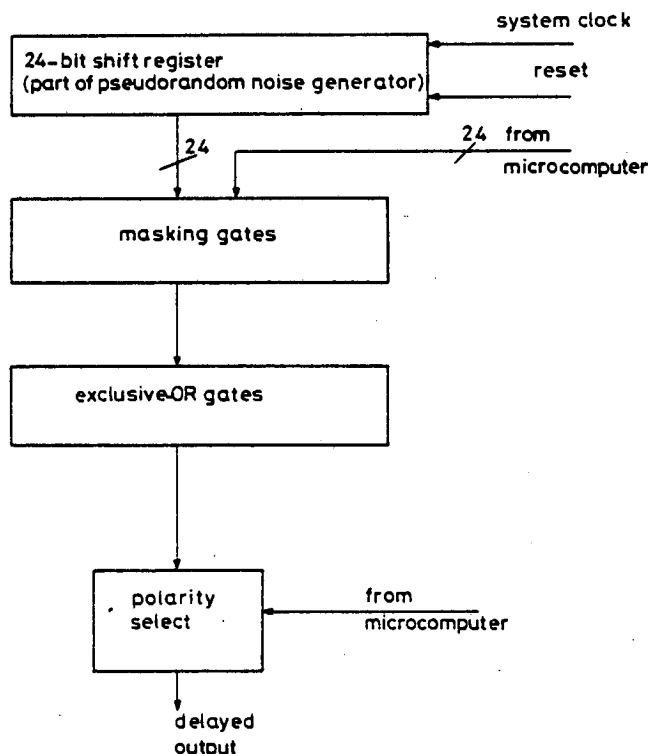 system clock
24-bit shift register
(part of pseudorandom noise generator)
reset
24
24 from
microcomputer
masking gates
exclusive-OR gates
polarity
select
from
microcomputer
delayed
output